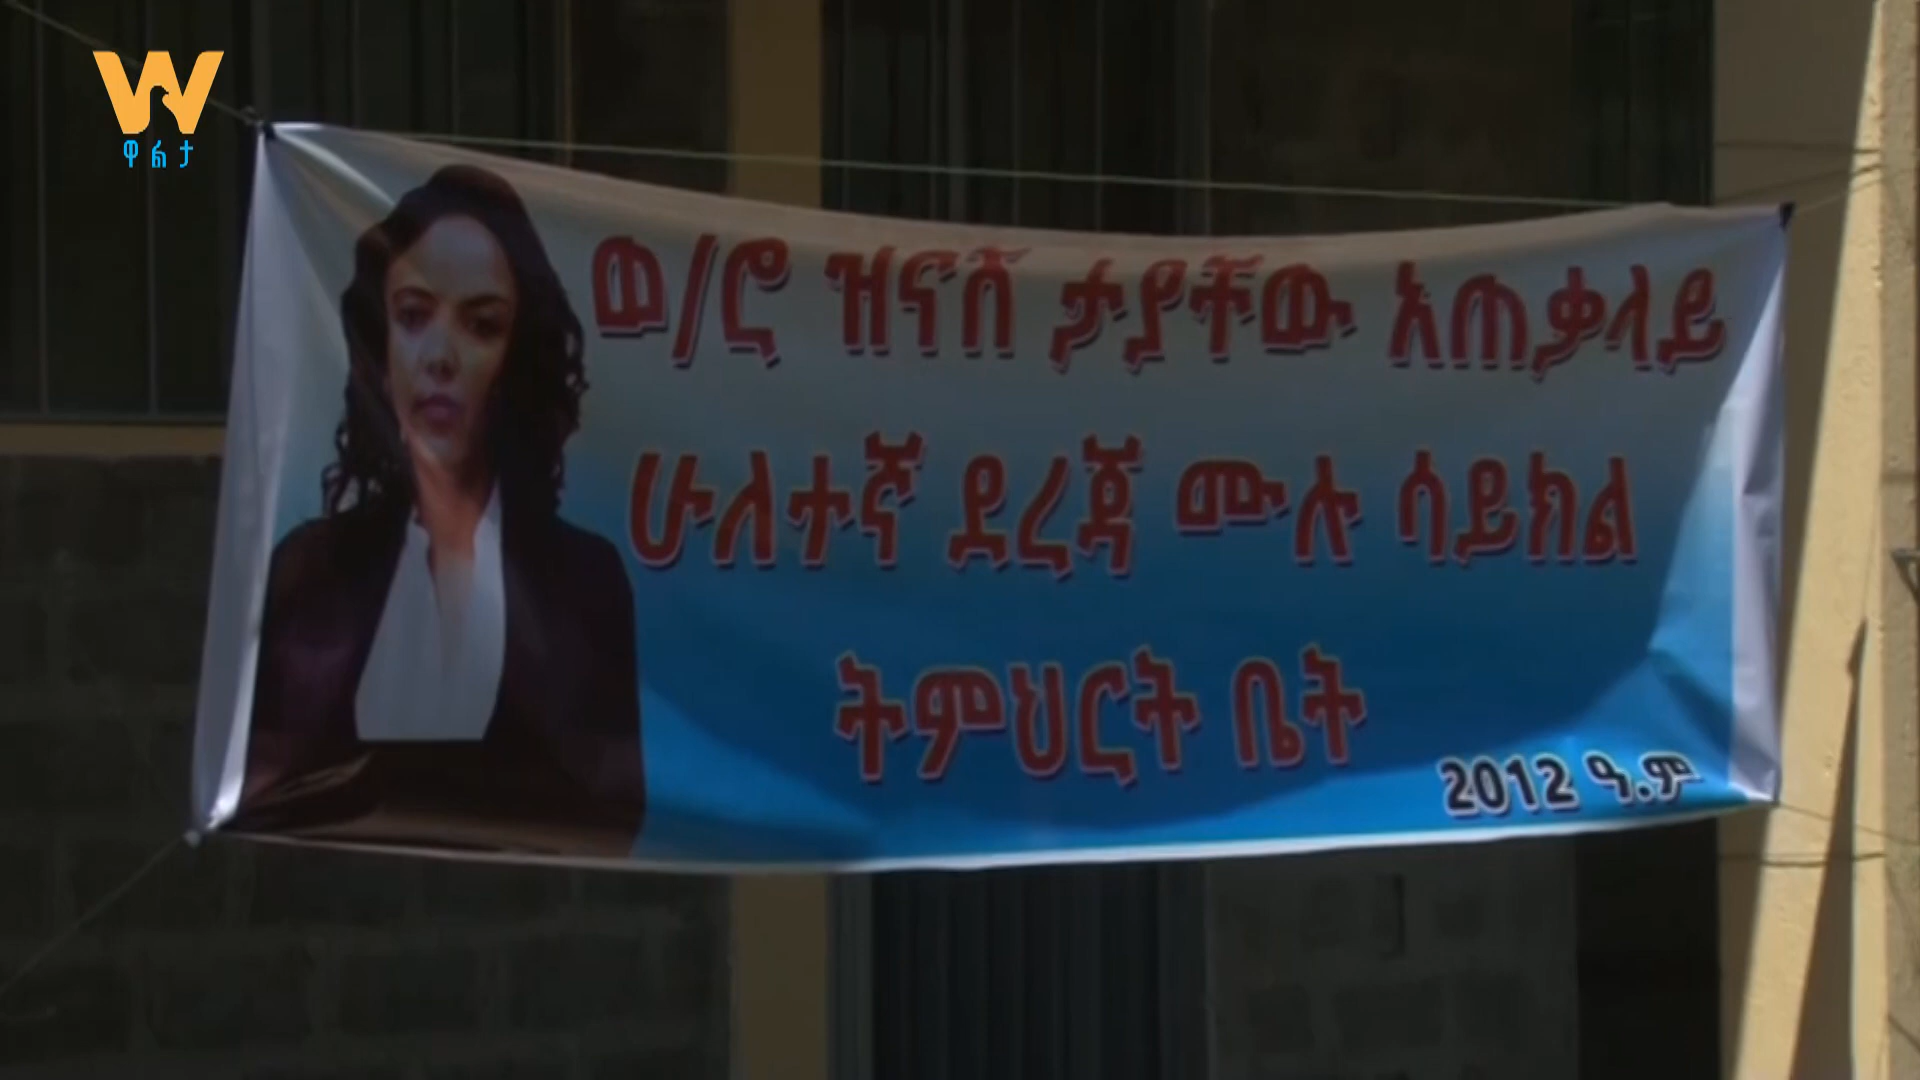 ዋልታ
ወ/ሮ ዝናሽ ታያቸው አጠቃላይ
ሁለተኛ ደረጃ ሙሉ ሳይክል
ትምህርት ቤት
2012 ዓ.ም